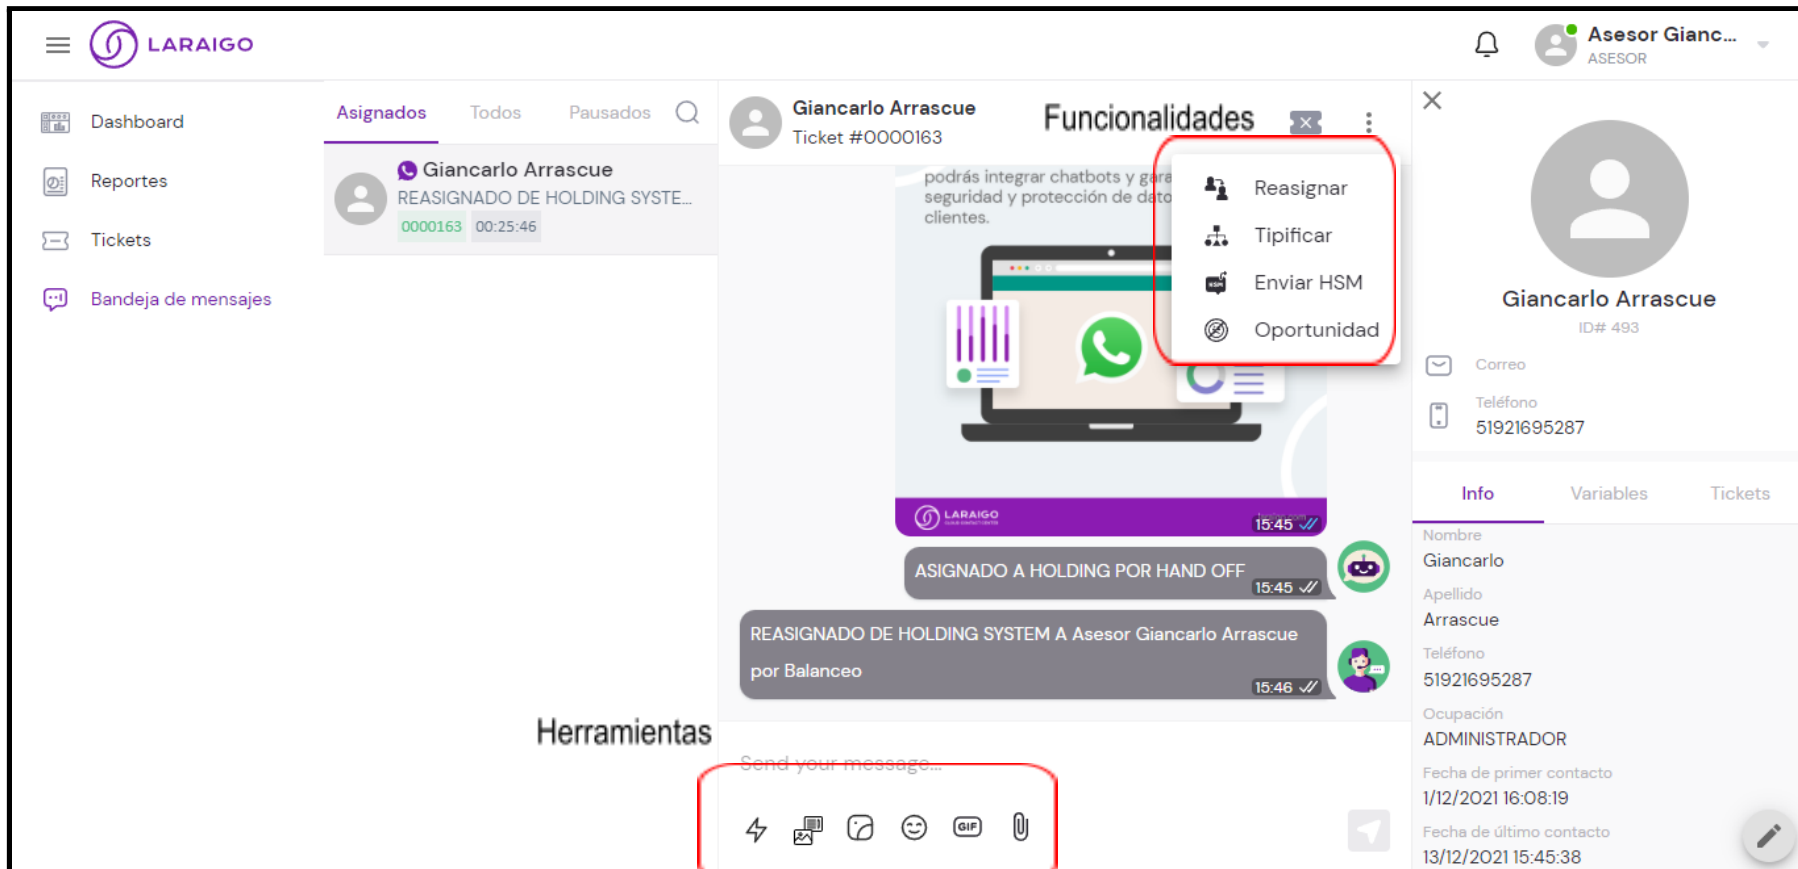 LARAIGO
Asesor Gianc...
ASESOR
Dashboard
Reportes
Tickets
Bandeja de mensajes
Asignados Todos Pausados
Giancarlo Arrascue
REASIGNADO DE HOLDING SYSTE...
0000163 00:25:46
Giancarlo Arrascue
Ticket #0000163
Funcionalidades
Reasignar
Tipificar
Enviar HSM
Oportunidad
podrás integrar chatbots y gara
seguridad y protección de dato
clientes.
LARAIGO
15:45
ASIGNADO A HOLDING POR HAND OFF
15:45
REASIGNADO DE HOLDING SYSTEM A Asesor Giancarlo Arrascue
por Balanceo
15:46
Herramientas
Send your message...
GIF
Giancarlo Arrascue
ID# 493
Correo
Teléfono
51921695287
Info Variables Tickets
Nombre
Giancarlo
Apellido
Arrascue
Teléfono
51921695287
Ocupación
ADMINISTRADOR
Fecha de primer contacto
1/12/2021 16:08:19
Fecha de último contacto
13/12/2021 15:45:38